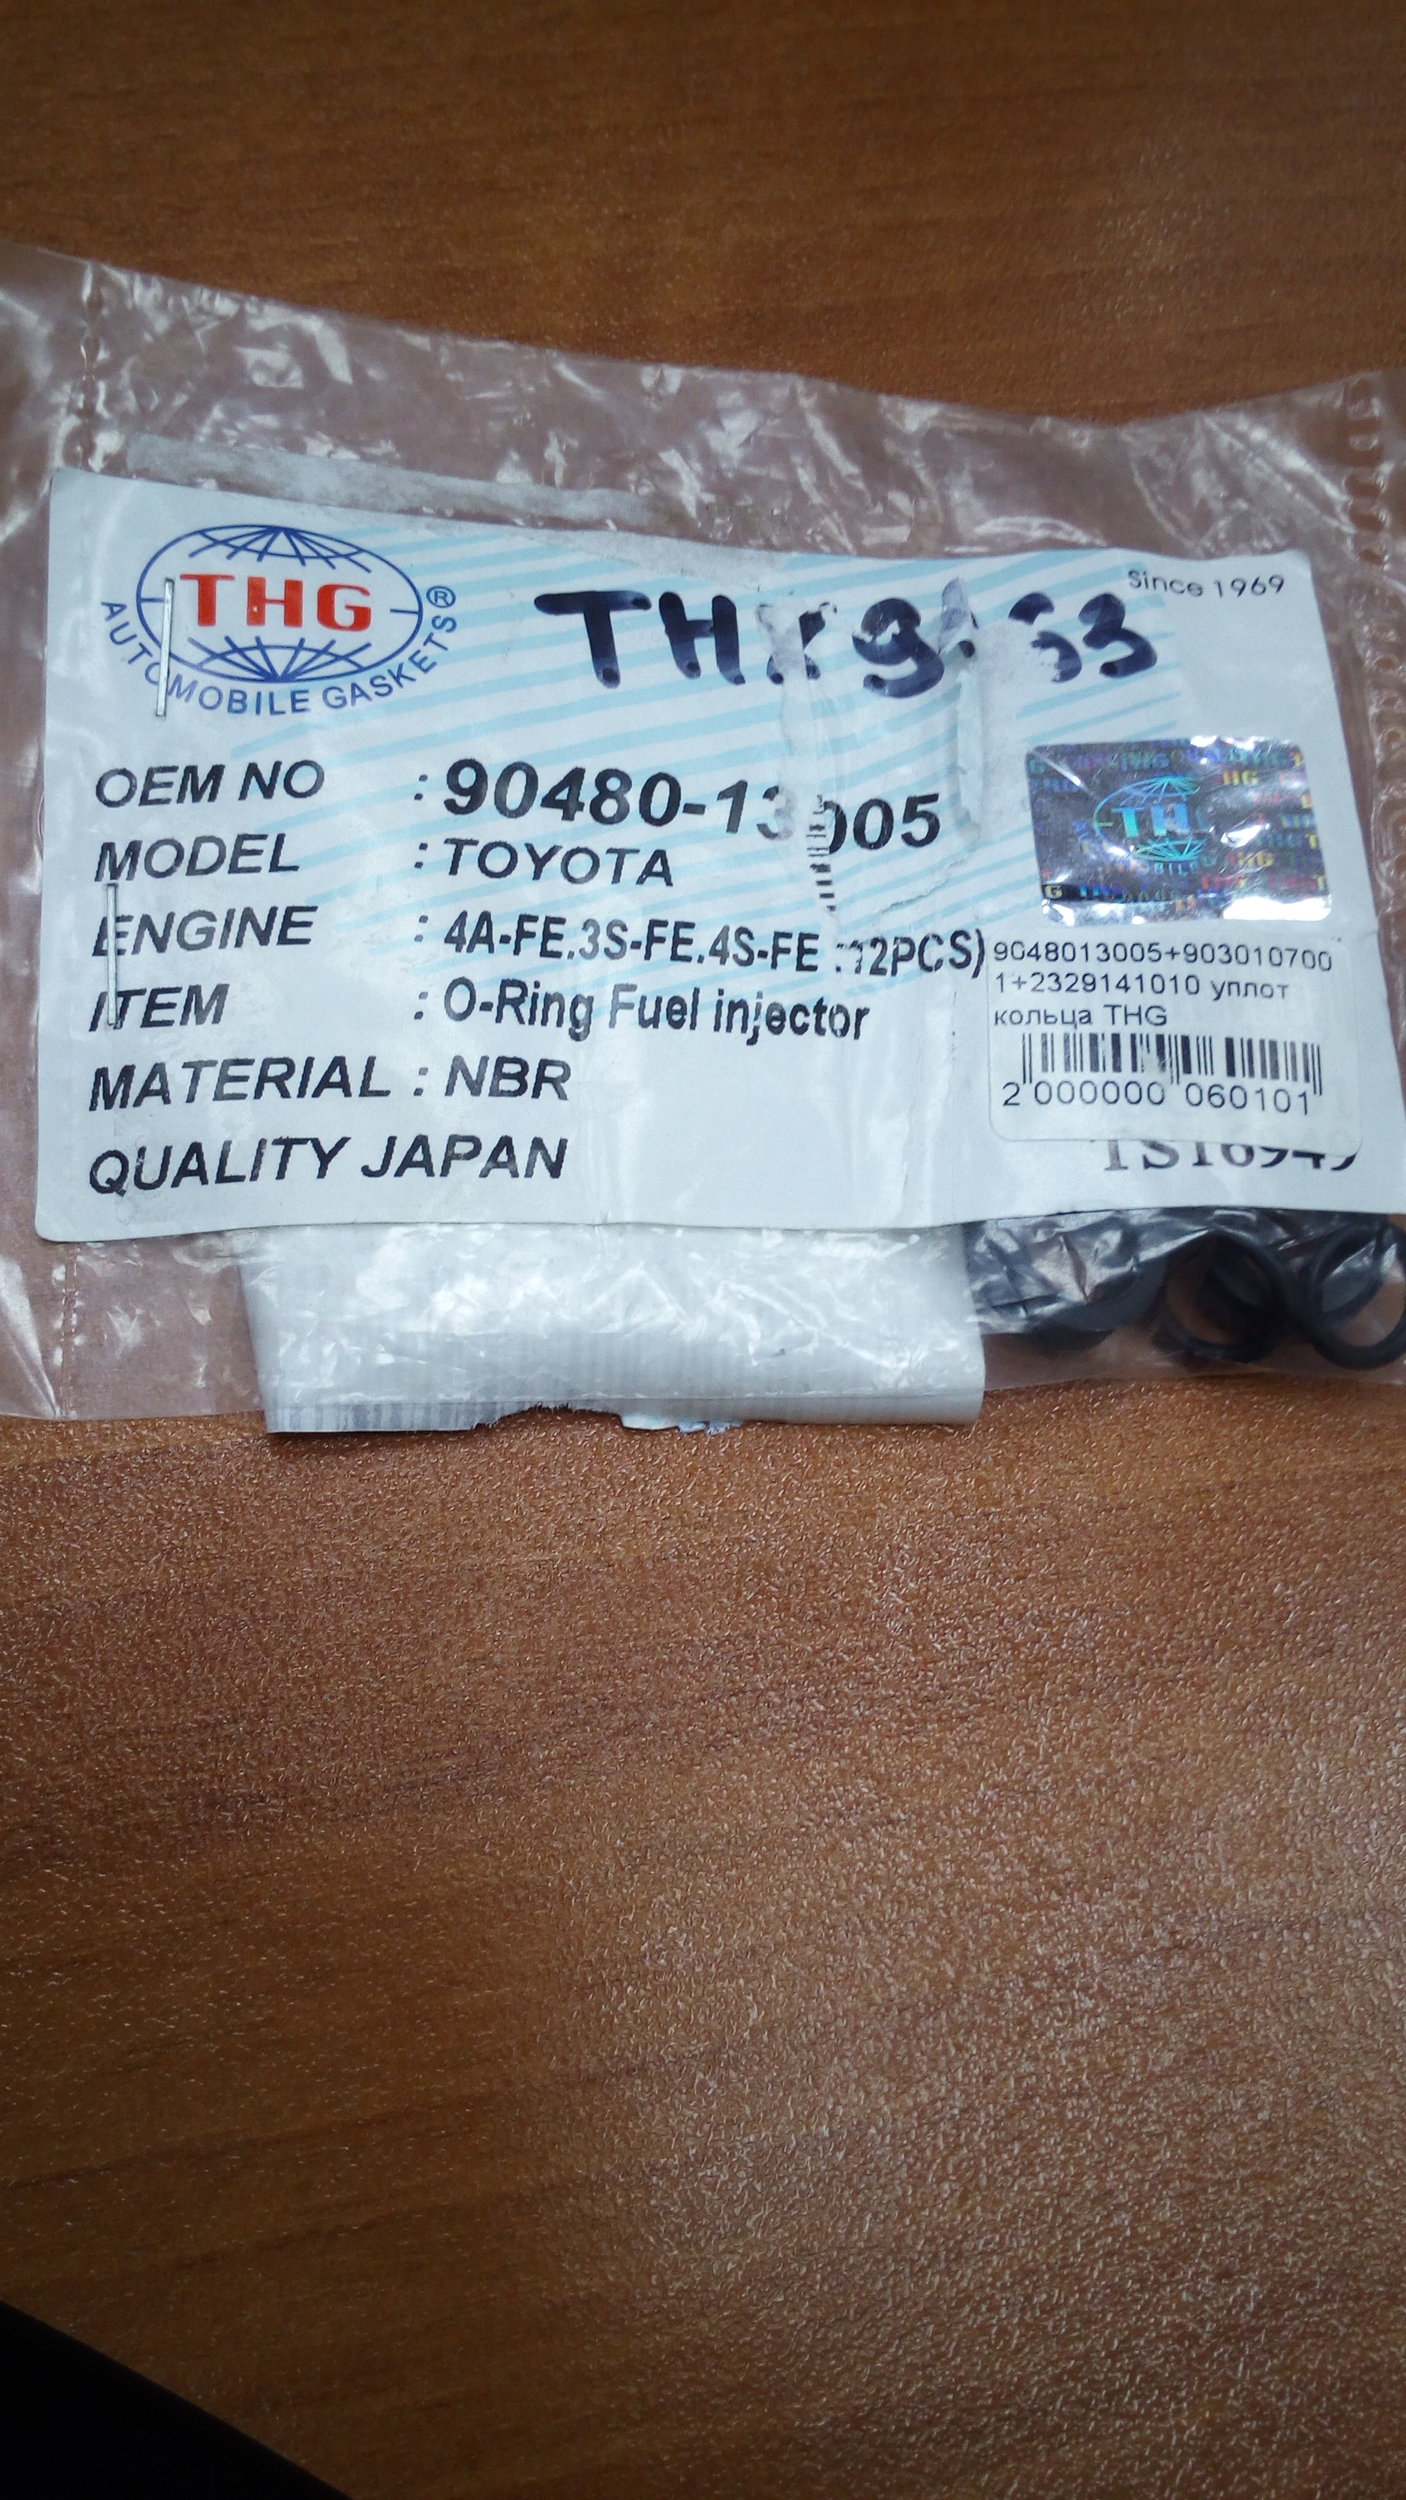 THG
®
AUTOMOBILE GASKETS
Since 1969
OEM NO : 90480-13005
MODEL : TOYOTA
ENGINE : 4A-FE.3S-FE.4S-FE (12PCS)
ITEM : O-Ring Fuel injector
MATERIAL : NBR
QUALITY JAPAN
9048013005+903010700
1+2329141010 уплот
кольца THG
2 000000 060101